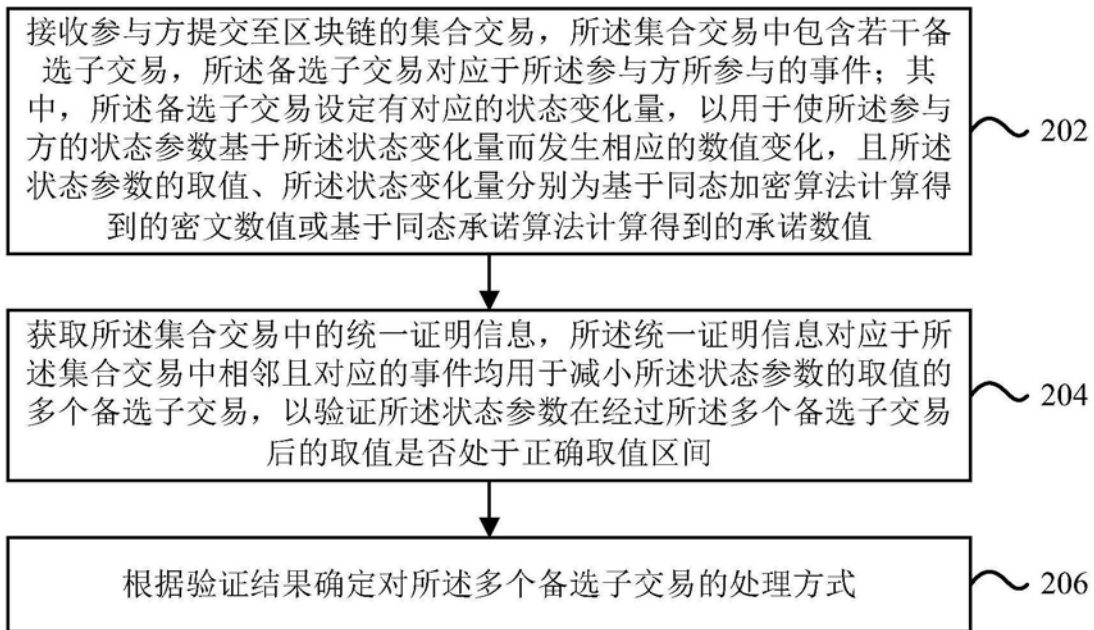 接收参与方提交至区块链的集合交易，所述集合交易中包含若干备
选子交易，所述备选子交易对应于所述参与方所参与的事件；其
中，所述备选子交易设定有对应的状态变化量，以用于使所述参与
方的状态参数基于所述状态变化量而发生相应的数值变化，且所述
状态参数的取值、所述状态变化量分别为基于同态加密算法计算得
到的密文数值或基于同态承诺算法计算得到的承诺数值
202
获取所述集合交易中的统一证明信息，所述统一证明信息对应于所
述集合交易中相邻且对应的事件均用于减小所述状态参数的取值的
多个备选子交易，以验证所述状态参数在经过所述多个备选子交易
后的取值是否处于正确取值区间
204
根据验证结果确定对所述多个备选子交易的处理方式
206